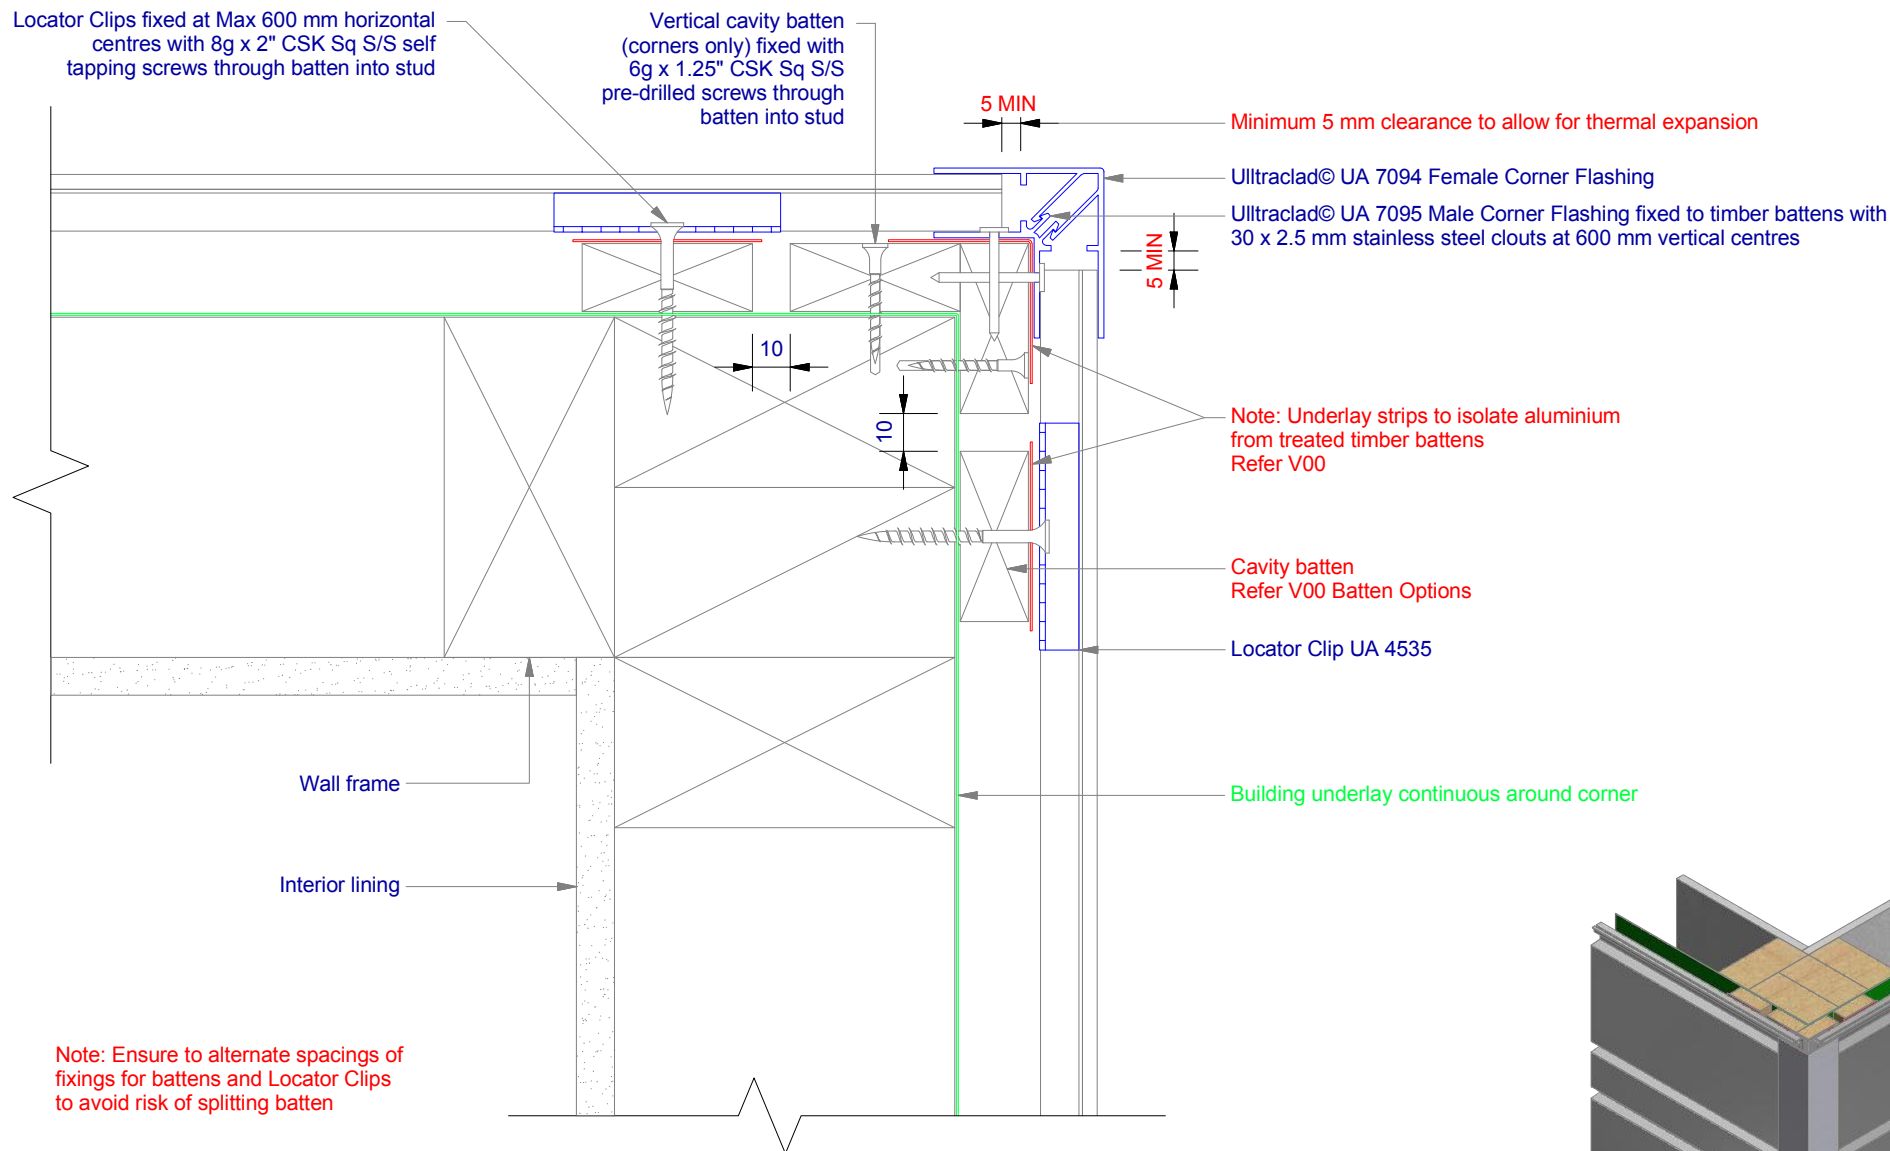 Locator Clips fixed at Max 600 mm horizontal
centres with 8g x 2" CSK Sq S/S self
tapping screws through batten into stud
Vertical cavity batten
(corners only) fixed with
6g x 1.25" CSK Sq S/S
pre-drilled screws through
batten into stud
5 MIN
Minimum 5 mm clearance to allow for thermal expansion
Ulltraclad© UA 7094 Female Corner Flashing
Ulltraclad© UA 7095 Male Corner Flashing fixed to timber battens with
30 x 2.5 mm stainless steel clouts at 600 mm vertical centres
5 MIN
10
10
Note: Underlay strips to isolate aluminium
from treated timber battens
Refer V00
Cavity batten
Refer V00 Batten Options
Locator Clip UA 4535
Wall frame
Building underlay continuous around corner
Interior lining
Note: Ensure to alternate spacings of
fixings for battens and Locator Clips
to avoid risk of splitting batten